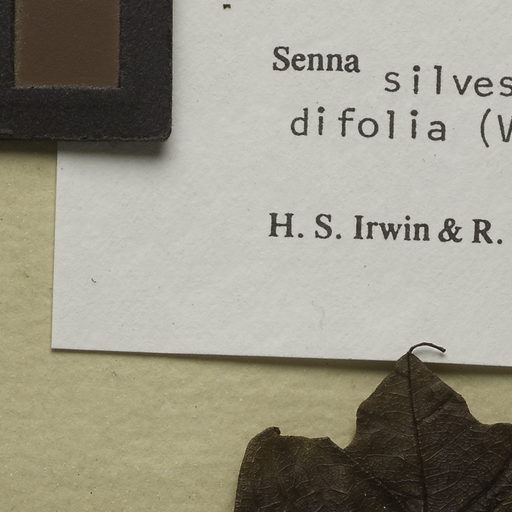 Senna silves
difolia (V
H. S. Irwin & R.